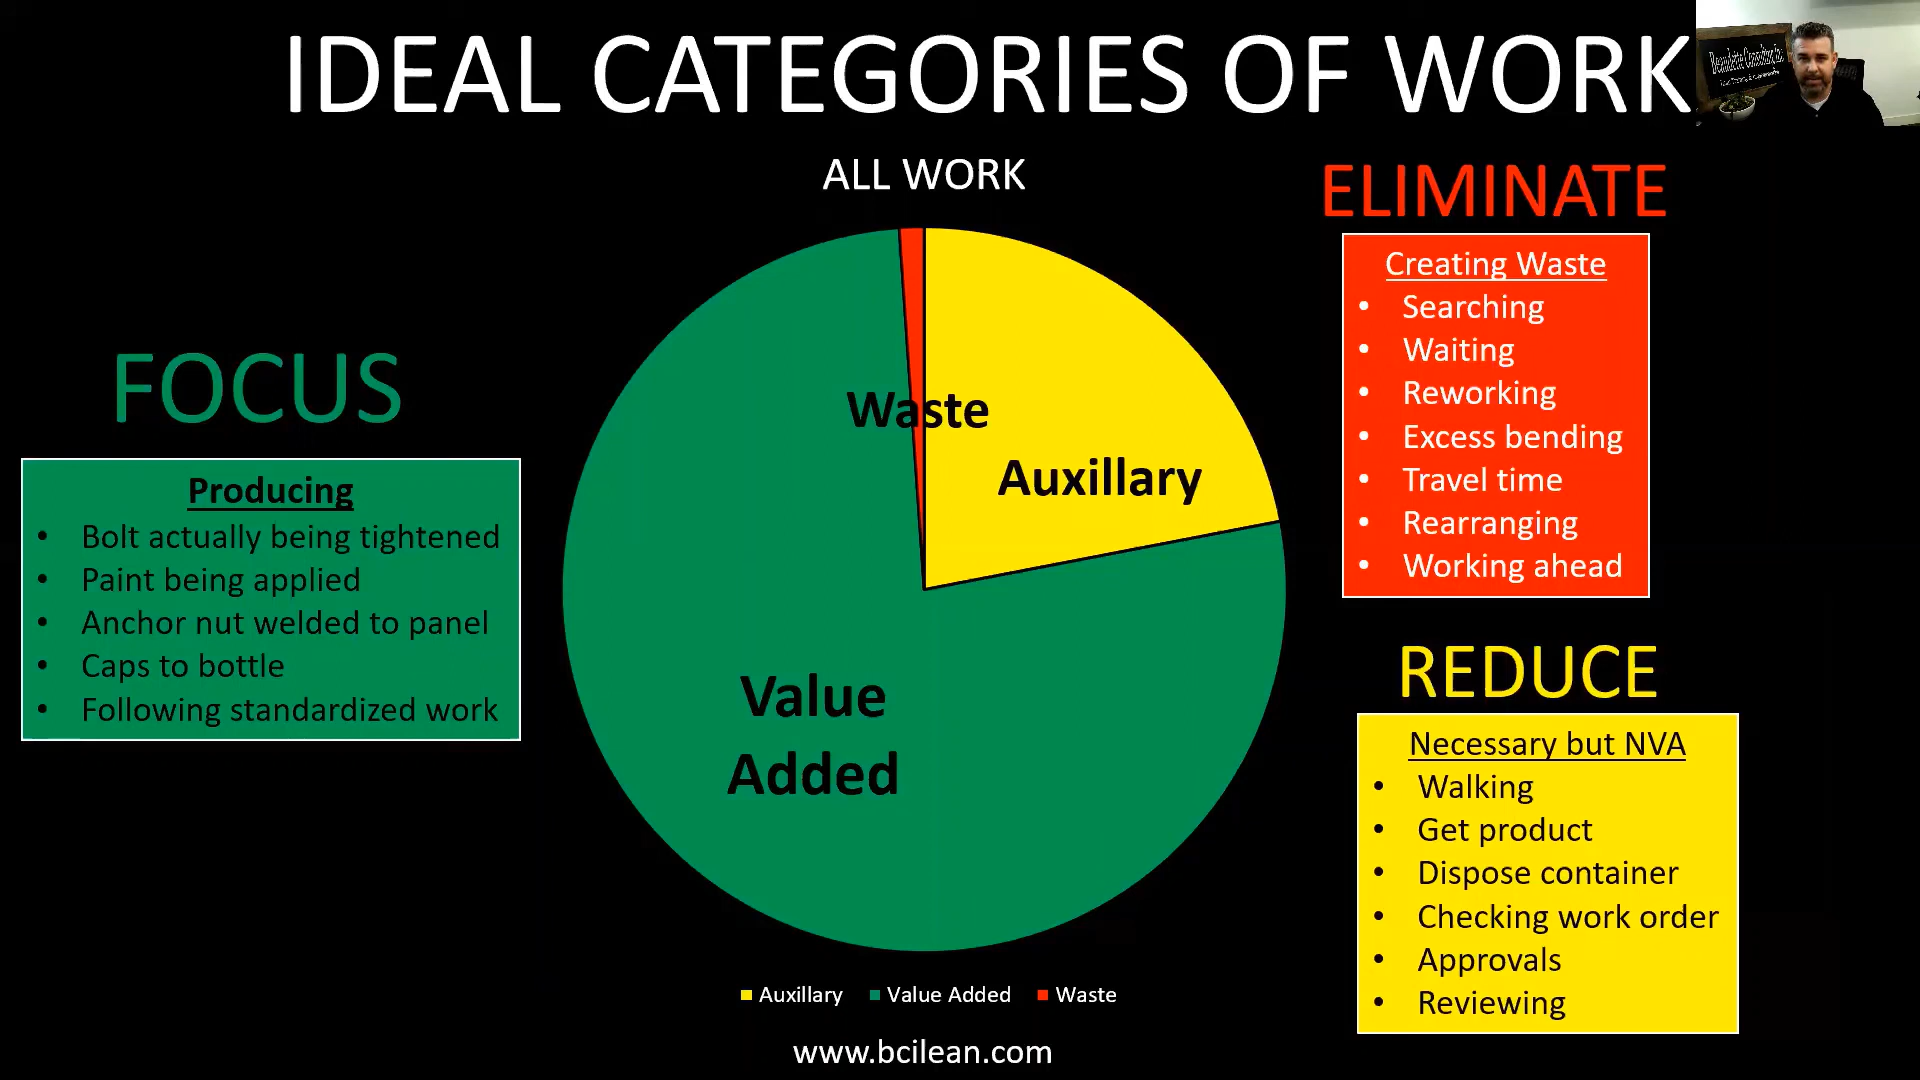 IDEAL CATEGORIES OF WORK
ALL WORK
ELIMINATE
Creating Waste
• Searching
• Waiting
• Reworking
• Excess bending
• Travel time
• Rearranging
• Working ahead
FOCUS
Producing
• Bolt actually being tightened
• Paint being applied
• Anchor nut welded to panel
• Caps to bottle
• Following standardized work
Waste
Auxillary
Value
Added
REDUCE
Necessary but NVA
• Walking
• Get product
• Dispose container
• Checking work order
• Approvals
• Reviewing
Auxillary Value Added Waste
www.bcilean.com